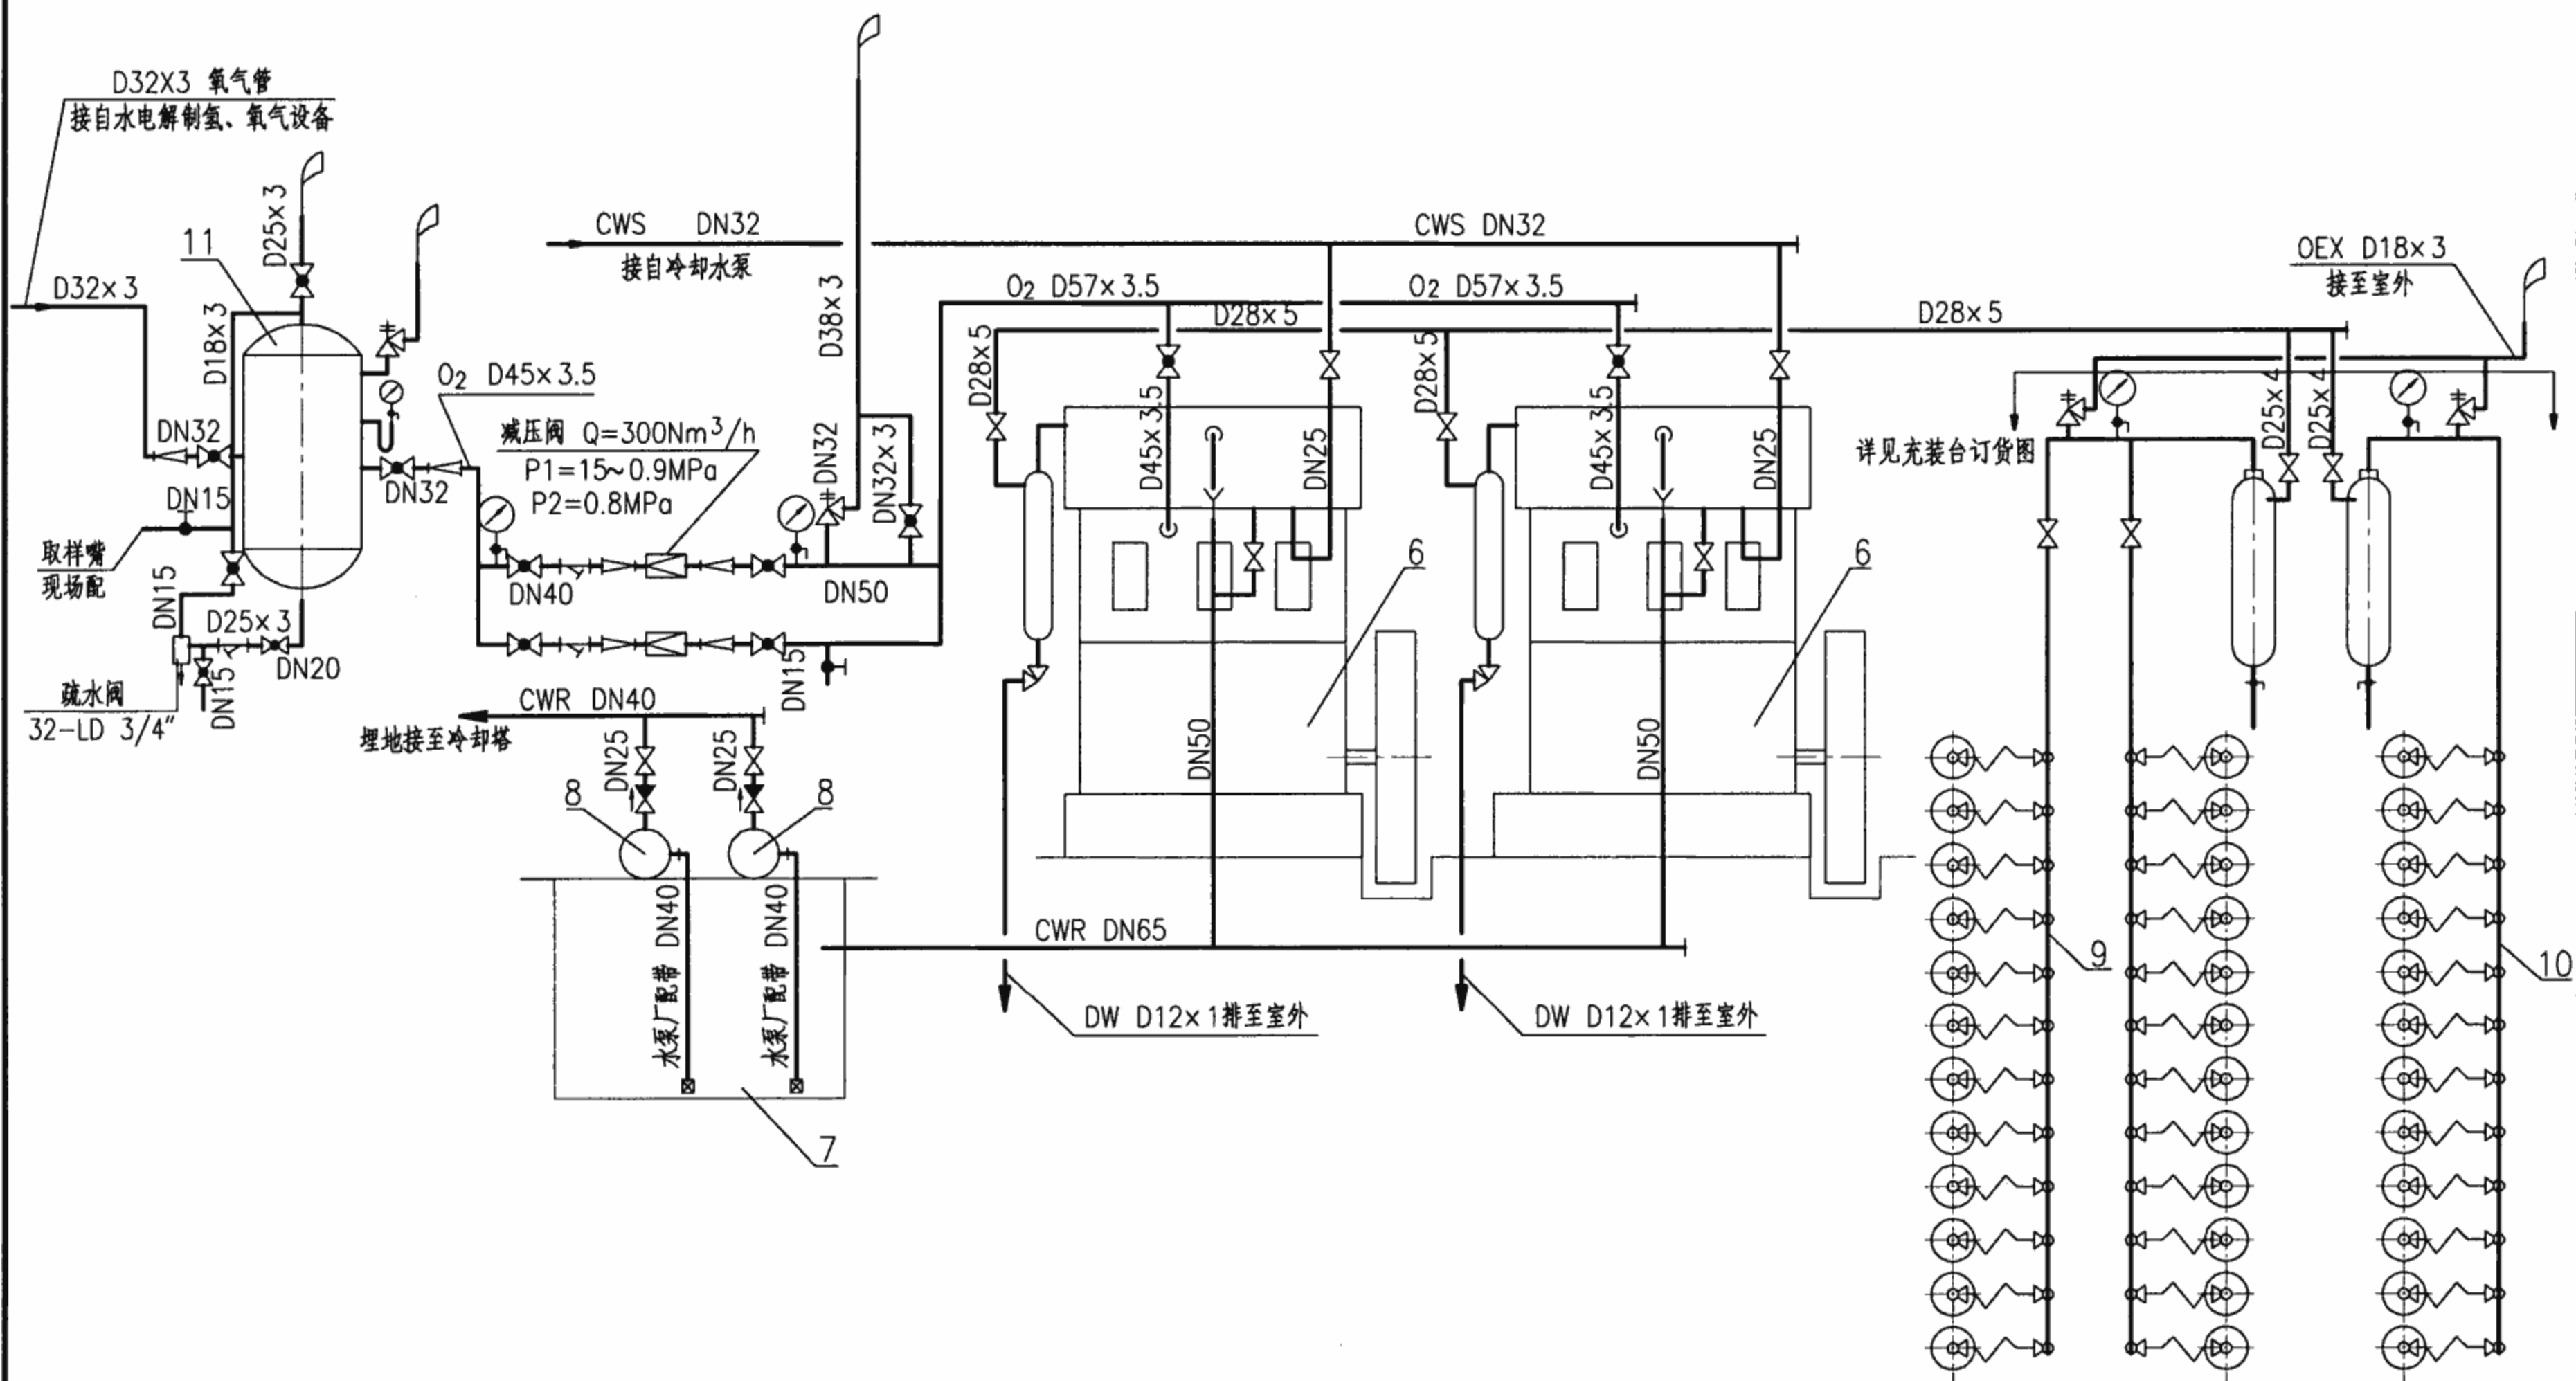 D32X3 氧气管
接自水电解制氢、氧气设备
D25×3
11
D32×3
D18×3
DN32
DN15
取样嘴
现场配
DN15
D25×3
DN20
疏水阀
32-LD 3/4"
DN15
DN32
O₂ D45×3.5
减压阀 Q=300Nm³/h
P1=15~0.9MPa
P2=0.8MPa
DN40
DN50
DN15
DN32
DN32×3
D38×3
CWS DN32
接自冷却水泵
CWS DN32
O₂ D57×3.5
O₂ D57×3.5
D28×5
D28×5
D28×5
D28×5
D45×3.5
DN25
D45×3.5
DN25
6
6
DN50
DN50
CWR DN40
埋地接至冷却塔
DN25
DN25
8
8
DN40
DN40
水泵厂配带
水泵厂配带
7
CWR DN65
DW D12×1排至室外
DW D12×1排至室外
OEX D18×3
接至室外
D25×4
D25×4
详见充装台订货图
9
10